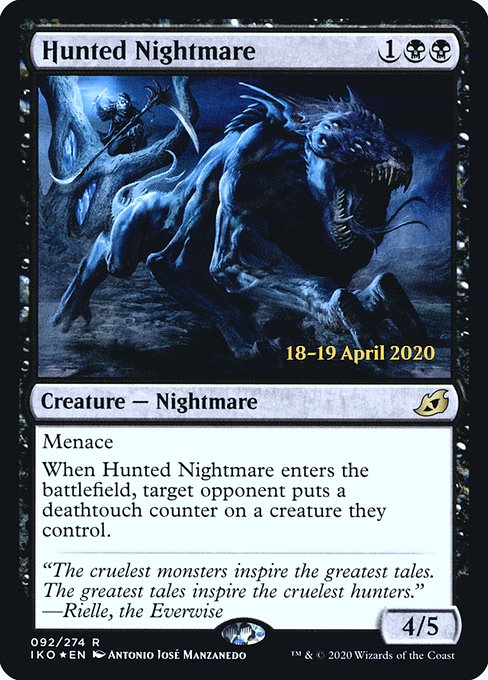 Hunted Nightmare 1
18–19 April 2020
Creature — Nightmare
Menace
When Hunted Nightmare enters the
battlefield, target opponent puts a
deathtouch counter on a creature they
control.
“The cruelest monsters inspire the greatest tales.
The greatest tales inspire the cruelest hunters.”
—Rielle, the Everwise
4/5
092/274 R
IKO ★ EN Antonio José Manzanedo
™ & © 2020 Wizards of the Coast